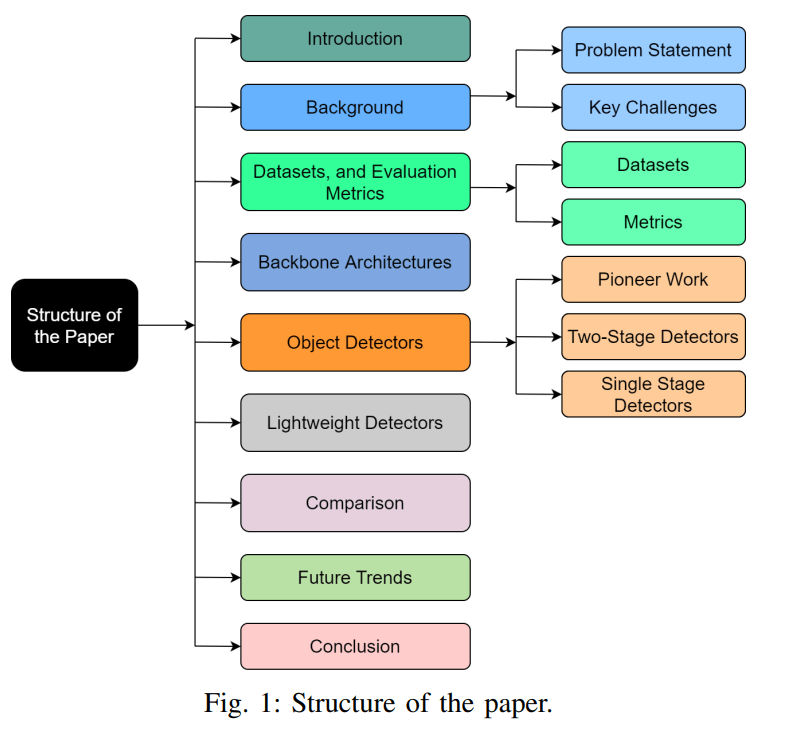 Structure of
the Paper
Introduction
Background
Problem Statement
Key Challenges
Datasets, and Evaluation
Metrics
Datasets
Metrics
Backbone Architectures
Object Detectors
Pioneer Work
Two-Stage Detectors
Single Stage
Detectors
Lightweight Detectors
Comparison
Future Trends
Conclusion
Fig. 1: Structure of the paper.